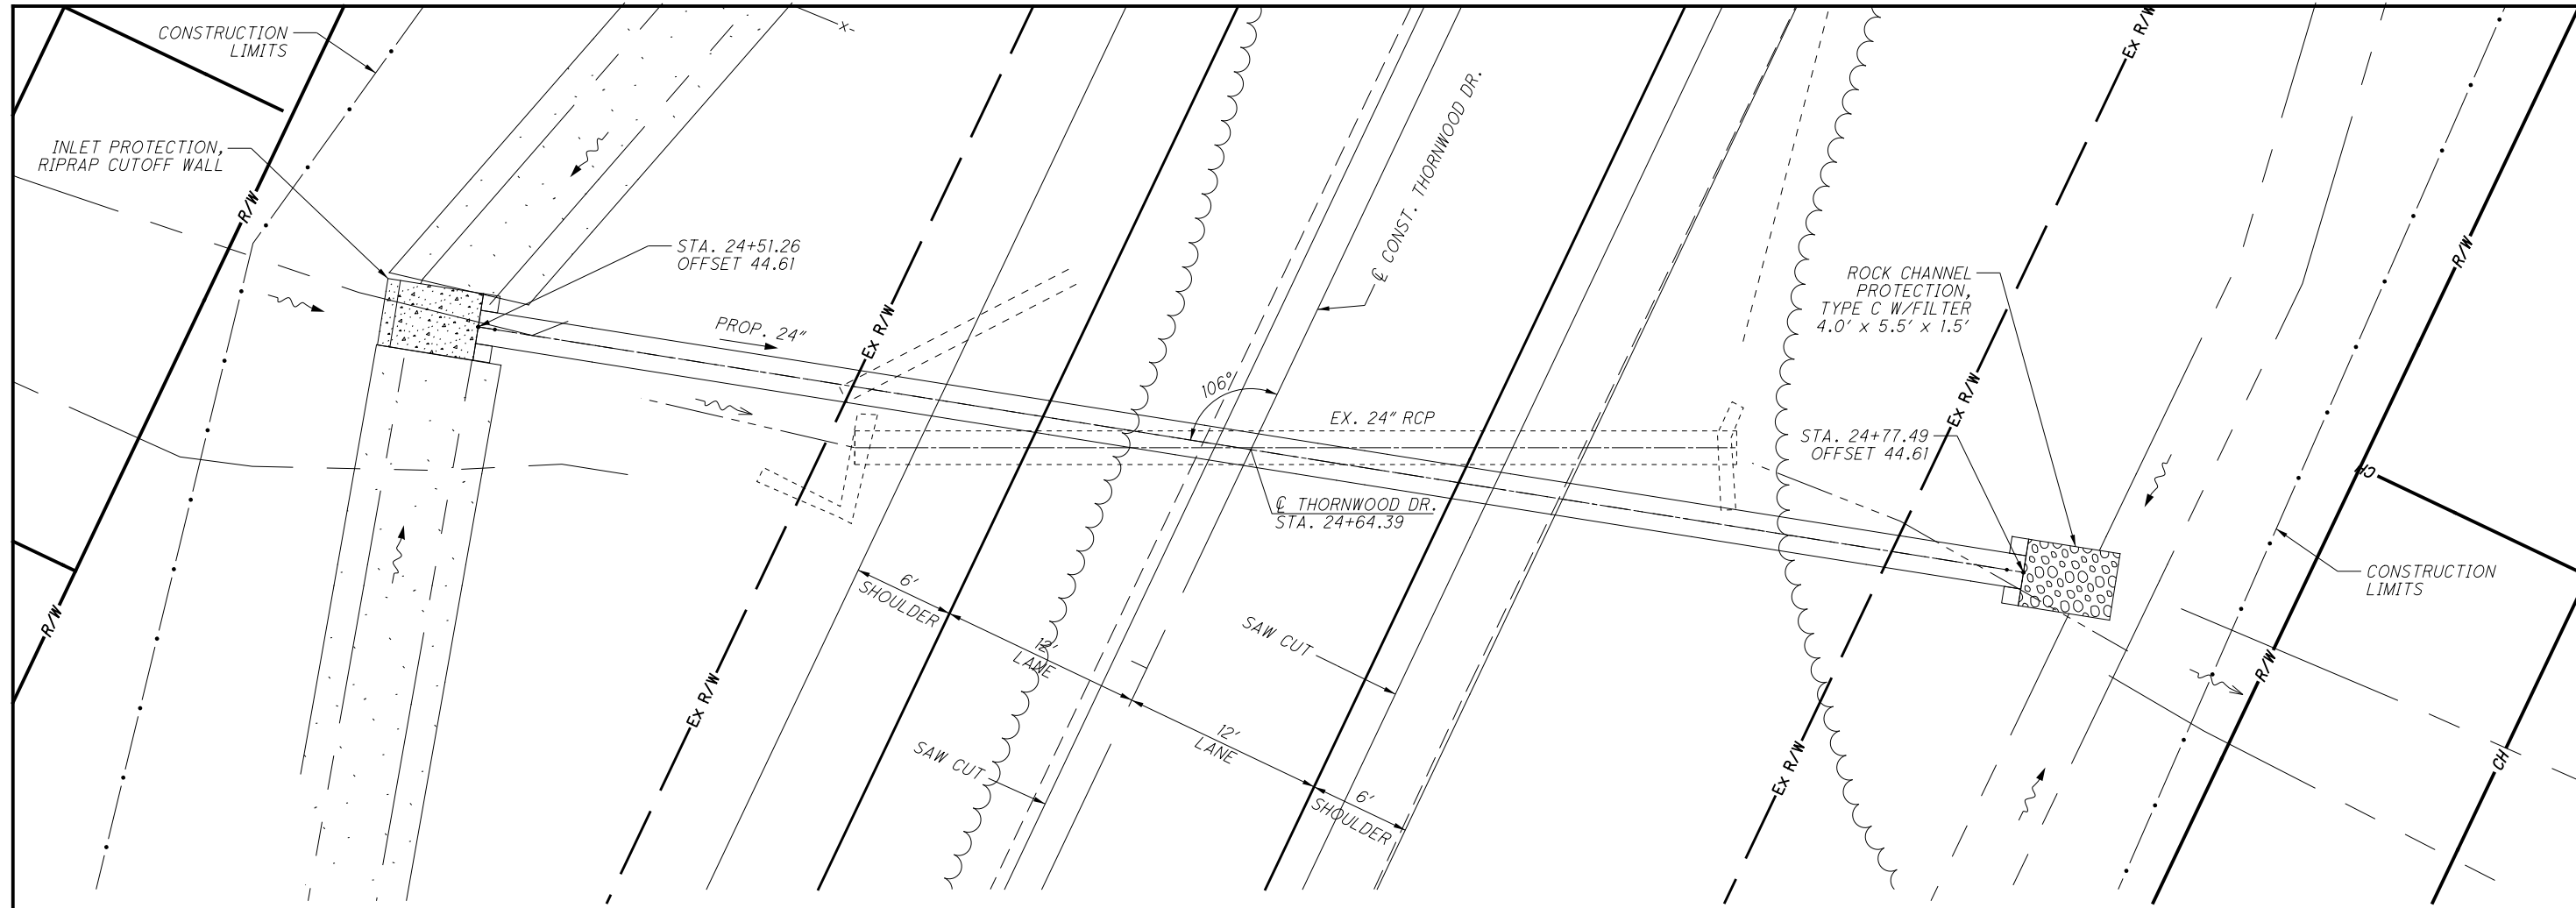 CONSTRUCTION
LIMITS
X-
EX R/W
INLET PROTECTION,
RIPRAP CUTOFF WALL
R/W
℄ CONST. THORNWOOD DR.
STA. 24+51.26
OFFSET 44.61
R/W
ROCK CHANNEL
PROTECTION,
TYPE C W/FILTER
4.0' x 5.5' x 1.5'
PROP. 24"
EX R/W
106°
EX R/W
EX. 24" RCP
STA. 24+77.49
OFFSET 44.61
℄ THORNWOOD DR.
STA. 24+64.39
CONSTRUCTION
LIMITS
6'
SHOULDER
R/W
SAW CUT
12'
LANE
R/W
EX R/W
12'
LANE
SAW CUT
EX R/W
CH
6'
SHOULDER